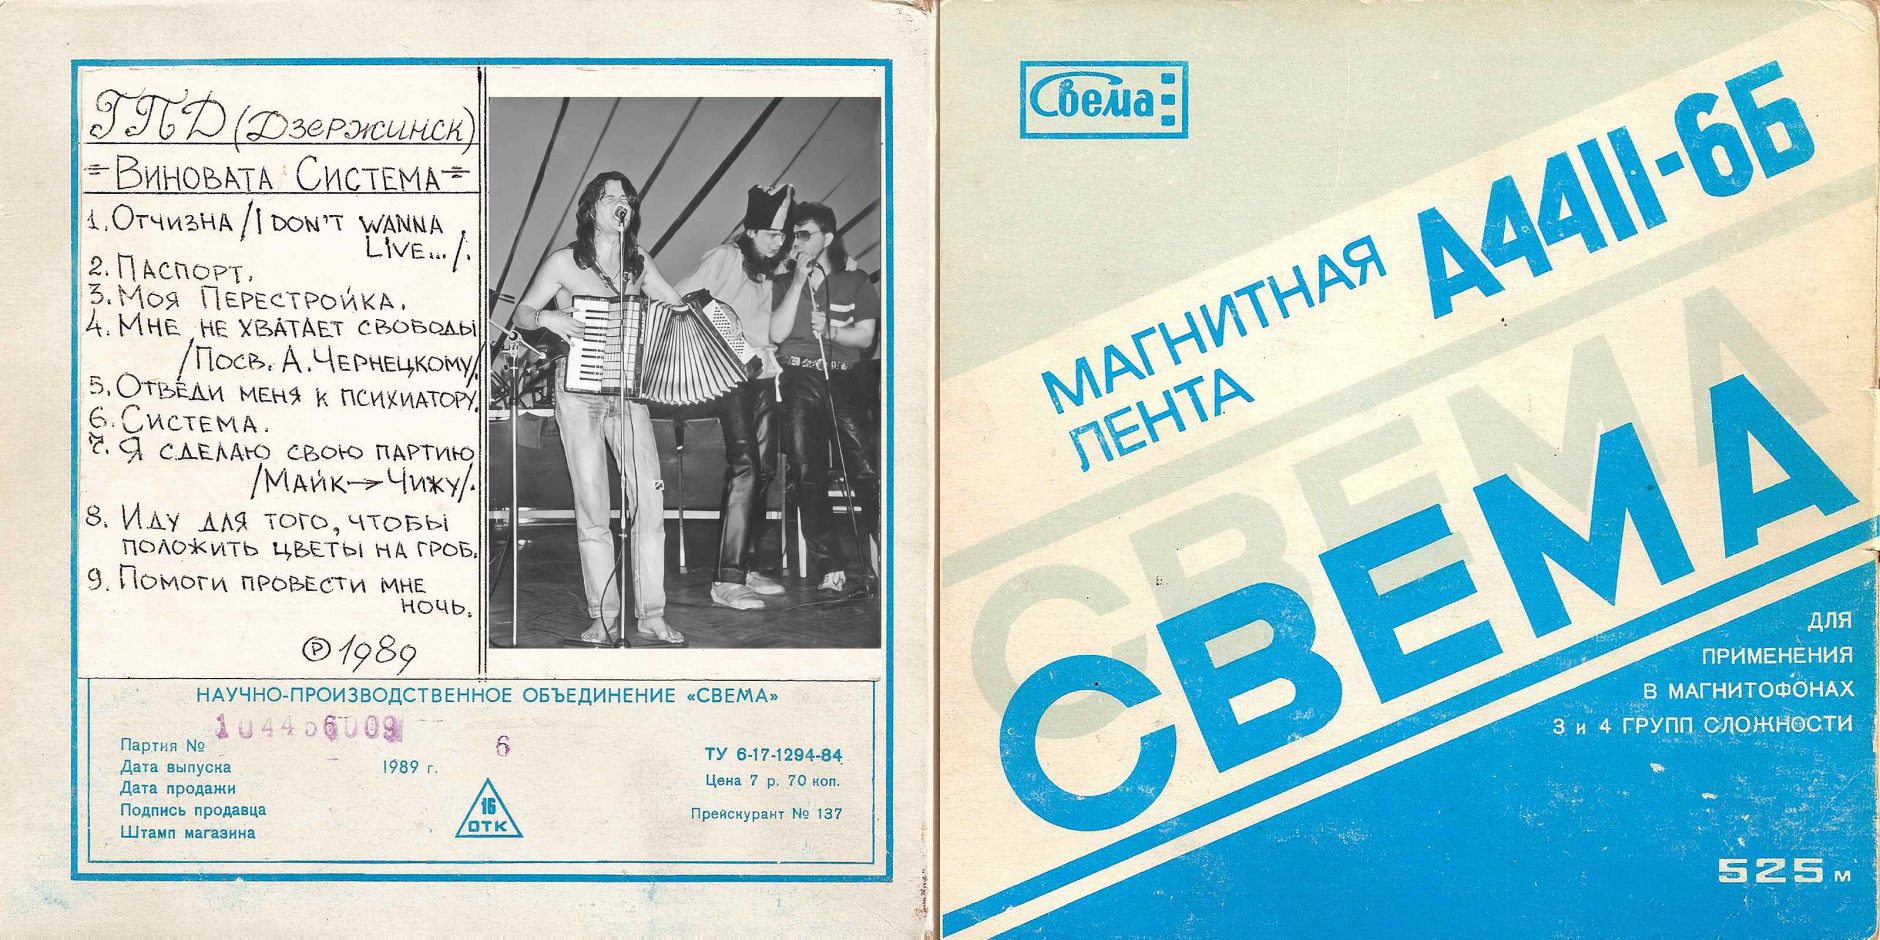 ГПД (Дзержинск)
= Виновата Система =
1. Отчизна /I don't wanna
live.../.
2. Паспорт.
3. Моя Перестройка.
4. Мне не хватает свободы
/Посв. А. Чернецкому/.
5. Отведи меня к психиатору.
6. Система.
7. Я сделаю свою партию
/Майк→Чижу/.
8. Иду для того, чтобы
положить цветы на гроб.
9. Помоги провести мне
ночь.
℗ 1989
НАУЧНО-ПРОИЗВОДСТВЕННОЕ ОБЪЕДИНЕНИЕ «СВЕМА»
Партия №
6
Дата выпуска 1989 г.
Дата продажи
Подпись продавца
Штамп магазина
16
ОТК
ТУ 6-17-1294-84
Цена 7 р. 70 коп.
Прейскурант № 137
Свема
МАГНИТНАЯ
ЛЕНТА
А4411-6Б
СВЕМА
СВЕМА
ДЛЯ
ПРИМЕНЕНИЯ
В МАГНИТОФОНАХ
3 и 4 ГРУПП СЛОЖНОСТИ
525 м